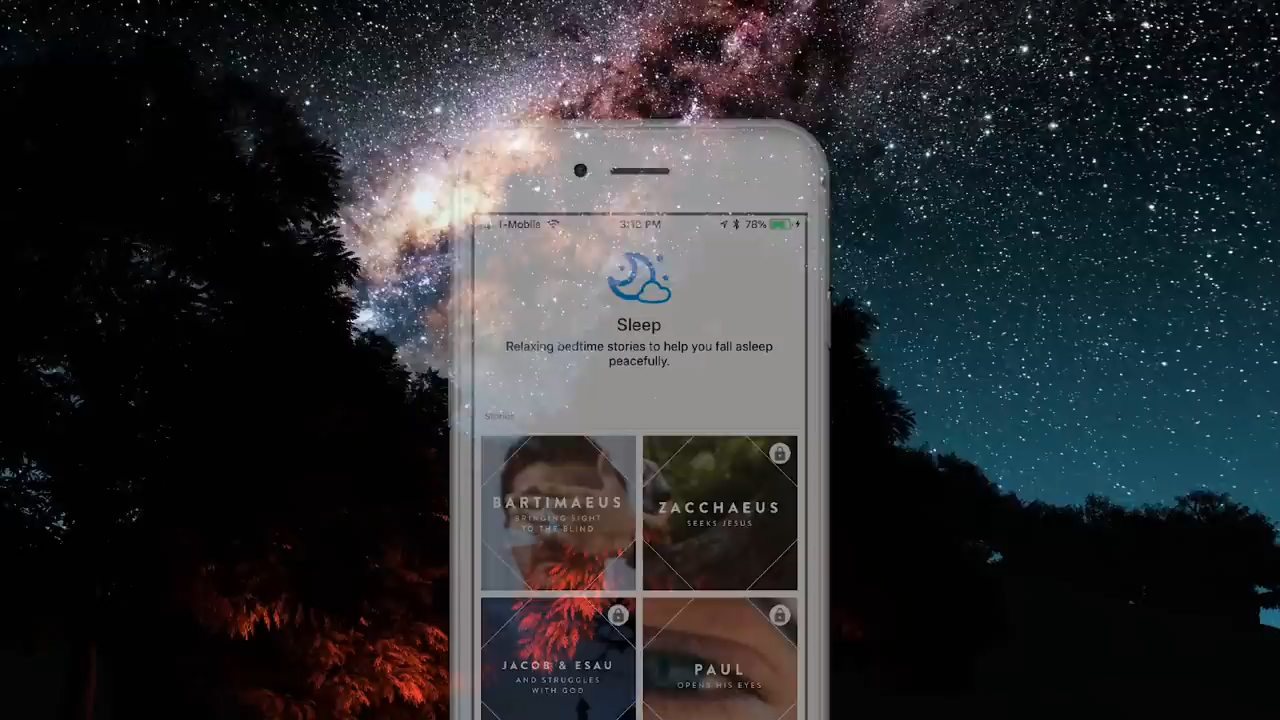 T-Mobile 3:10 PM 78%
Sleep
Relaxing bedtime stories to help you fall asleep
peacefully.
Stories
BARTIMAEUS
BRINGING SIGHT
TO THE BLIND
ZACCHAEUS
SEEKS JESUS
JACOB & ESAU
AND STRUGGLES
WITH GOD
PAUL
OPENS HIS EYES